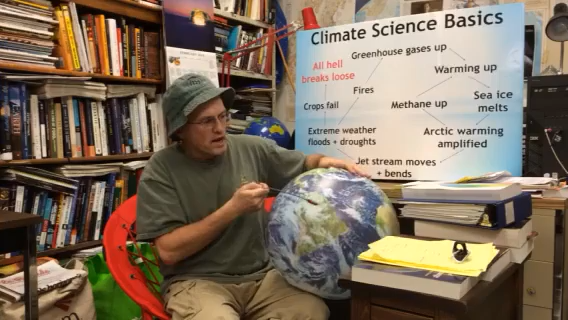 Climate Science Basics
Greenhouse gases up
All hell
breaks loose
Warming up
Fires
Sea ice
melts
Crops fail
Methane up
Extreme weather
floods + droughts
Arctic warming
amplified
Jet stream moves
+ bends